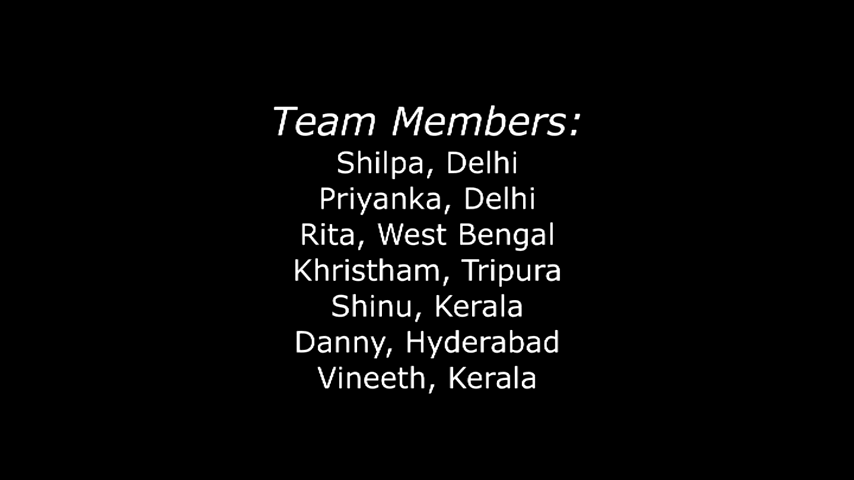 Team Members:
Shilpa, Delhi
Priyanka, Delhi
Rita, West Bengal
Khristham, Tripura
Shinu, Kerala
Danny, Hyderabad
Vineeth, Kerala